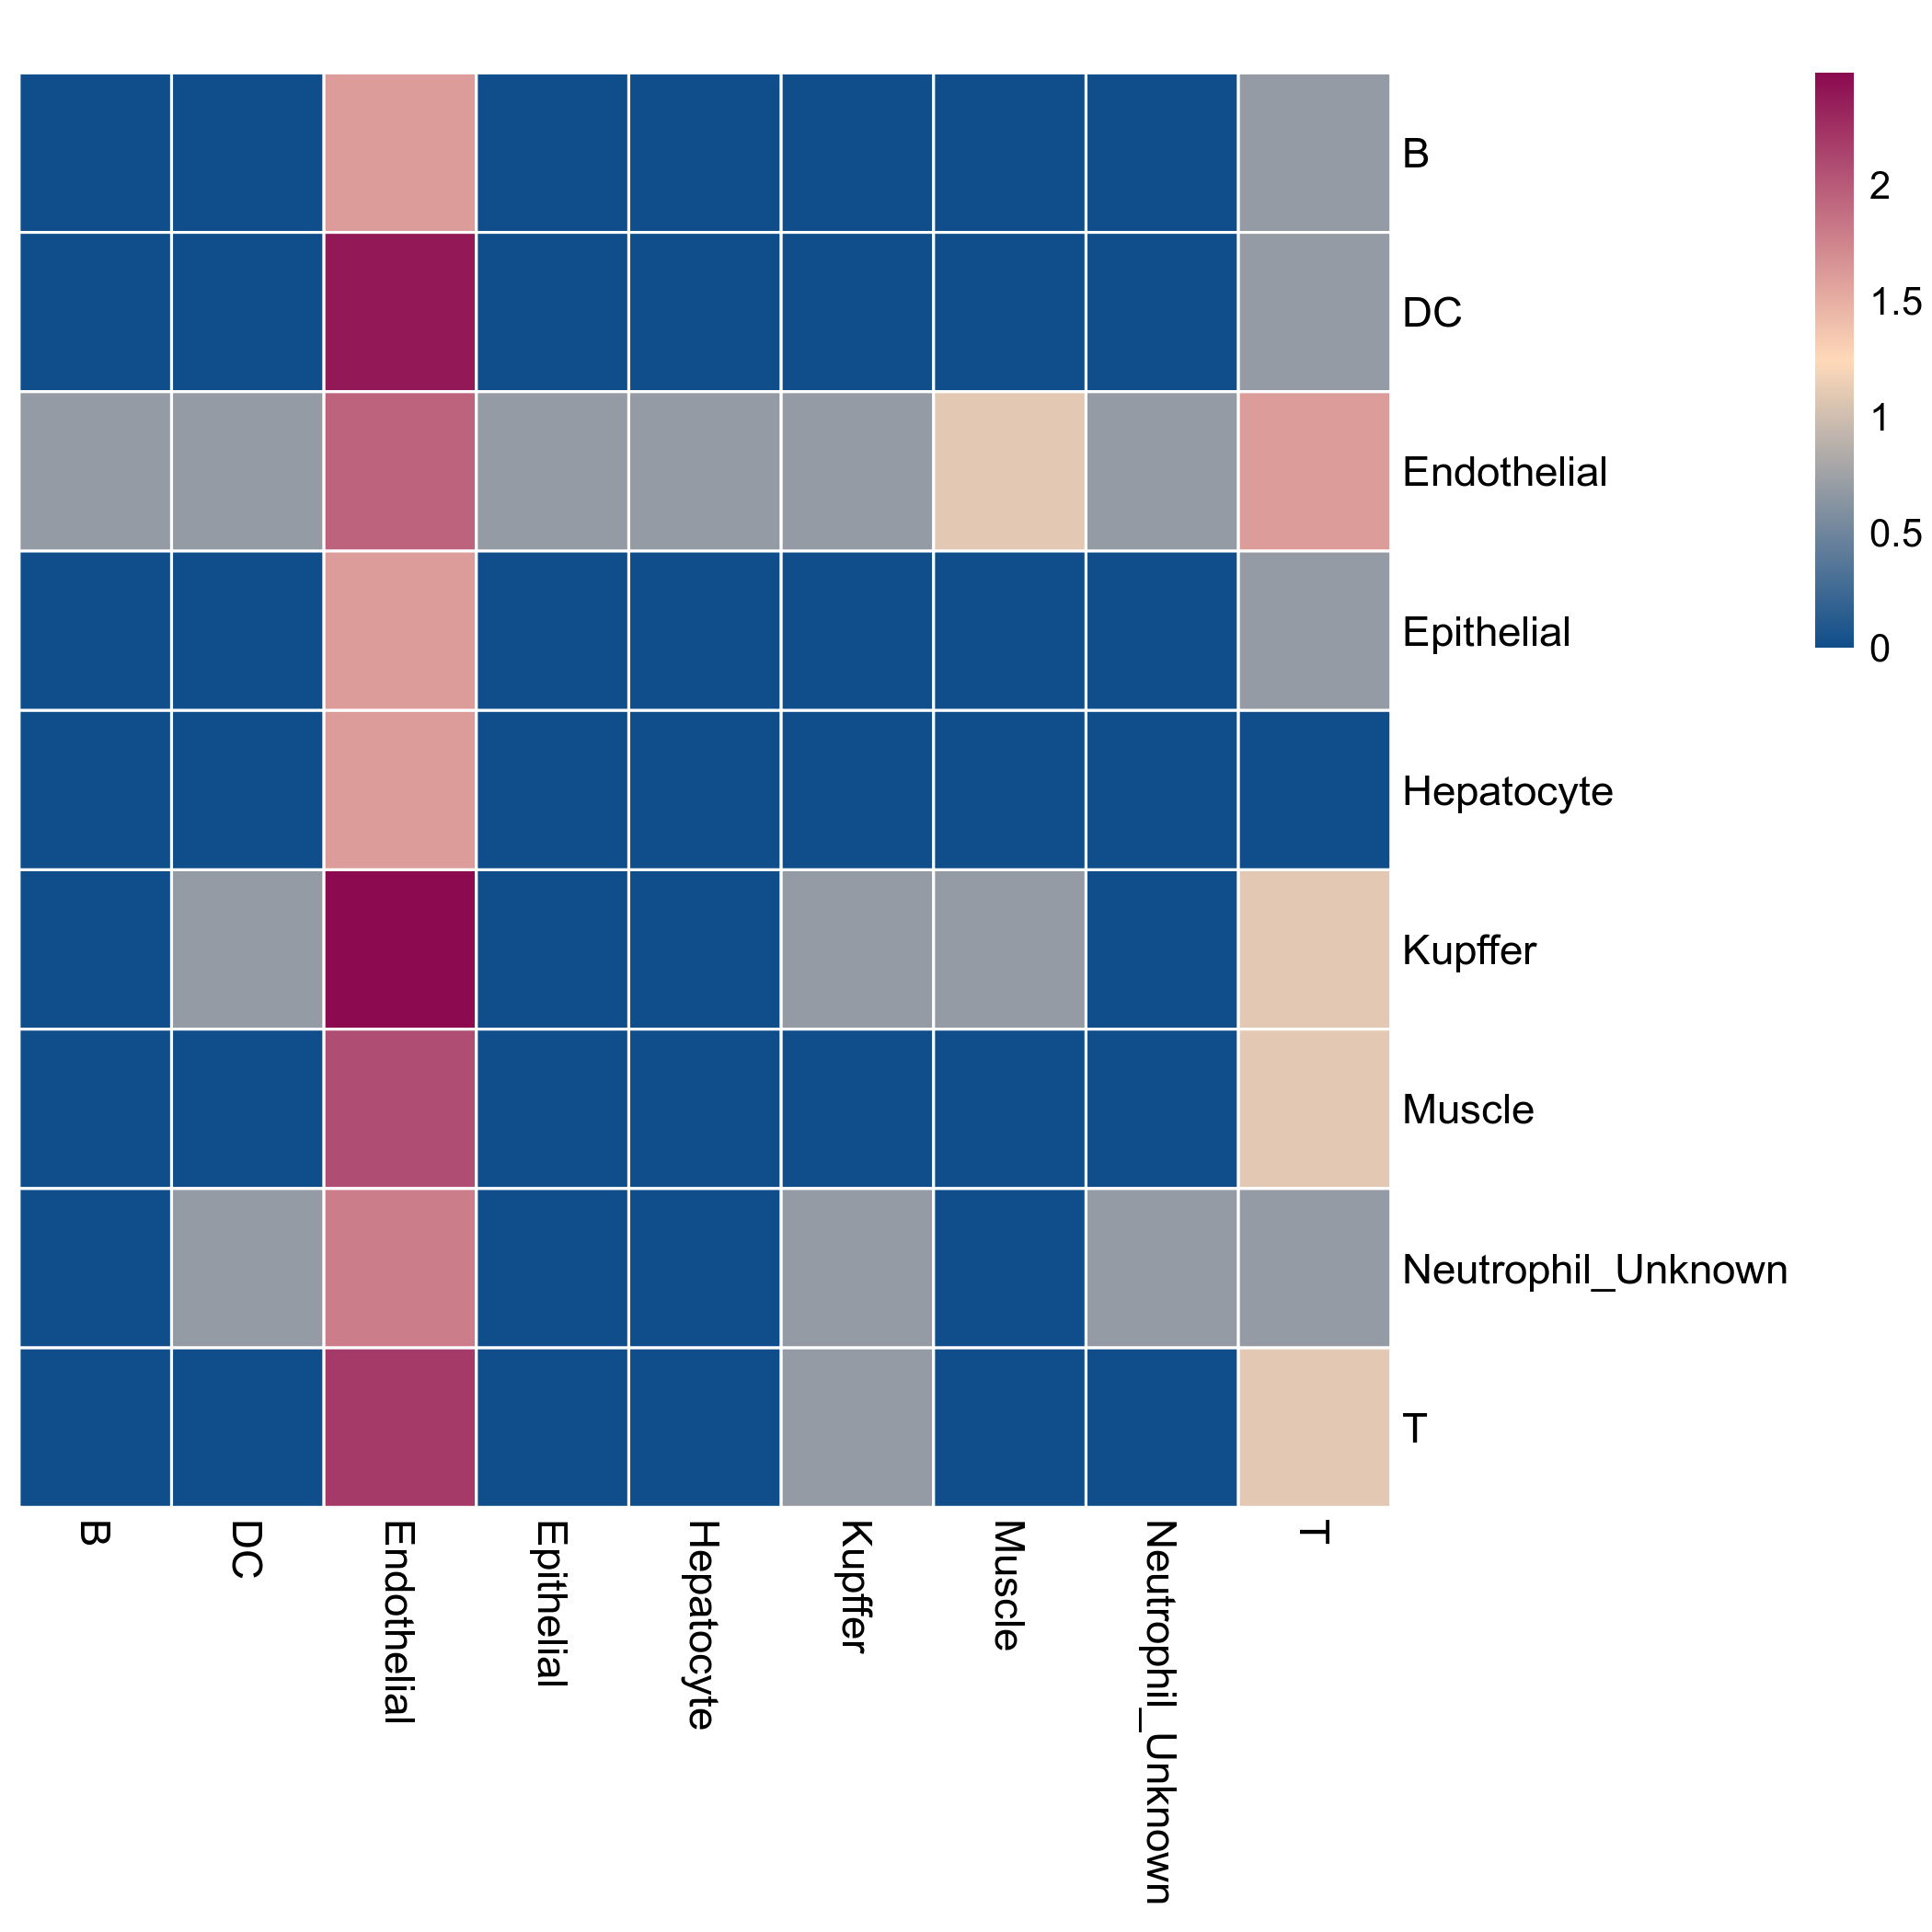 B
DC
Endothelial
Epithelial
Hepatocyte
Kupffer
Muscle
Neutrophil_Unknown
T
2
1.5
1
0.5
0
B
DC
Endothelial
Epithelial
Hepatocyte
Kupffer
Muscle
Neutrophil_Unknown
T